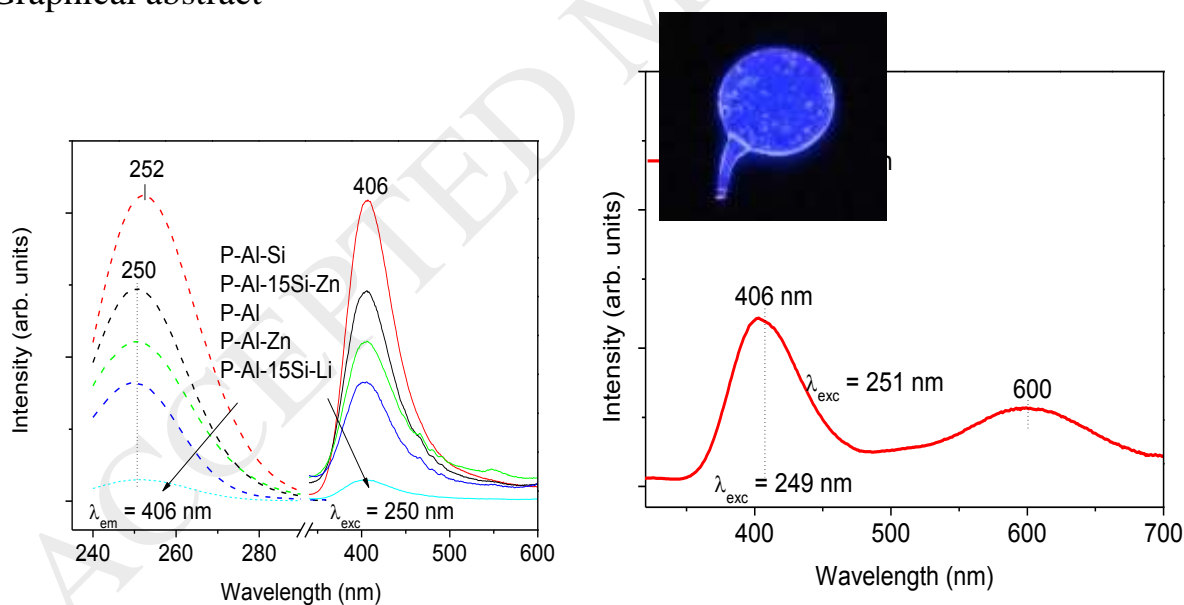 Graphical abstract
ACCEPTED M
252
250
406
P-Al-Si
P-Al-15Si-Zn
P-Al
P-Al-Zn
P-Al-15Si-Li
λem = 406 nm
λexc = 250 nm
240 260 280 400 500 600
Wavelength (nm)
Intensity (arb. units)
406 nm
λexc = 251 nm
600
λexc = 249 nm
400 500 600 700
Wavelength (nm)
Intensity (arb. units)